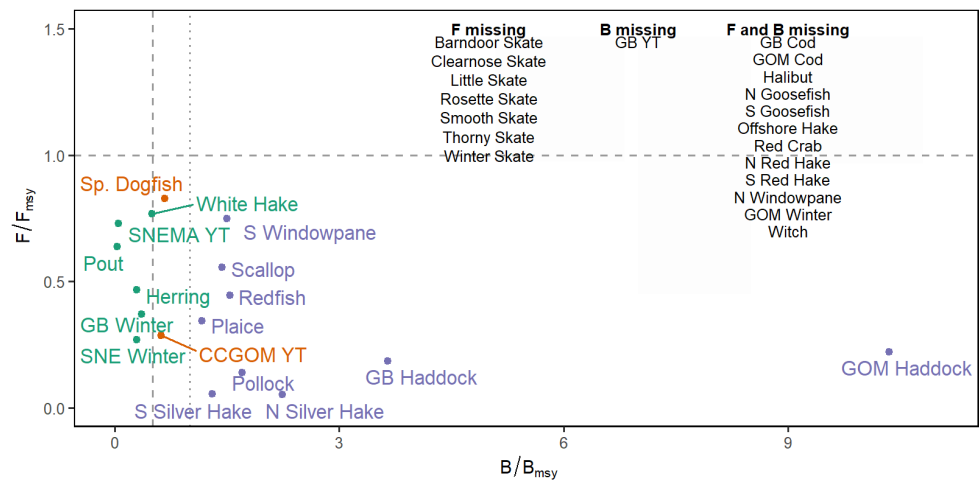 1.5
F missing
B missing
F and B missing
Barndoor Skate
GB YT
GB Cod
Clearnose Skate
GOM Cod
Little Skate
Halibut
Rosette Skate
N Goosefish
Smooth Skate
S Goosefish
Thorny Skate
Offshore Hake
Winter Skate
Red Crab
N Red Hake
S Red Hake
N Windowpane
GOM Winter
Witch
1.0
Sp. Dogfish
White Hake
SNEMA YT
S Windowpane
Pout
Scallop
0.5
Herring
Redfish
GB Winter
Plaice
SNE Winter
CCGOM YT
Pollock
GB Haddock
GOM Haddock
0.0
S Silver Hake
N Silver Hake
0
3
6
9
B/Bmsy
F/Fmsy